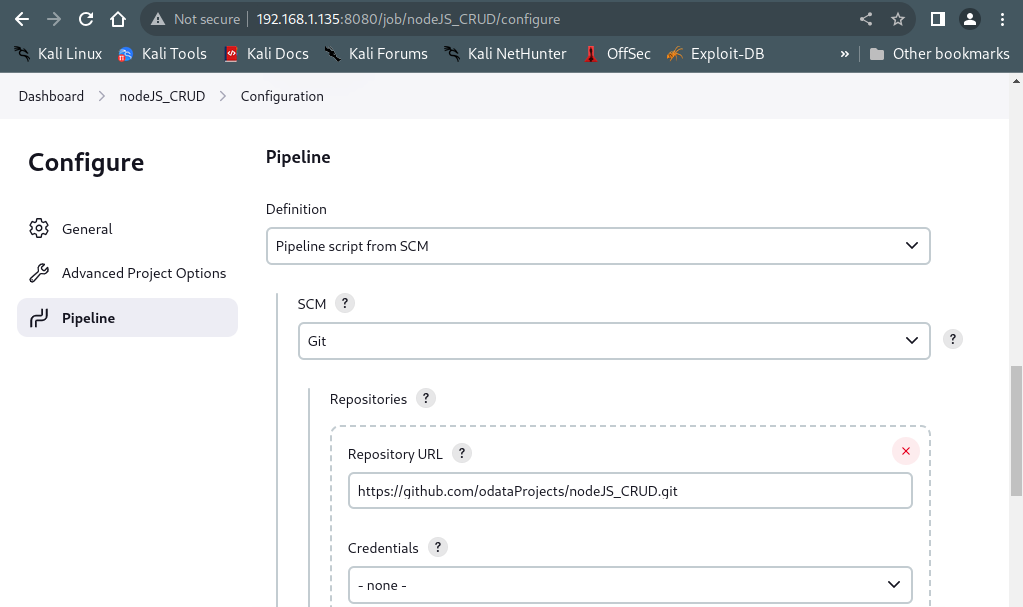 Not secure 192.168.1.135:8080/job/nodeJS_CRUD/configure
Kali Linux Kali Tools Kali Docs Kali Forums Kali NetHunter OffSec Exploit-DB » Other bookmarks
Dashboard > nodeJS_CRUD > Configuration
Configure
General
Advanced Project Options
Pipeline
Pipeline
Definition
Pipeline script from SCM
SCM ?
Git
?
Repositories ?
Repository URL ?
https://github.com/odataProjects/nodeJS_CRUD.git
Credentials ?
- none -